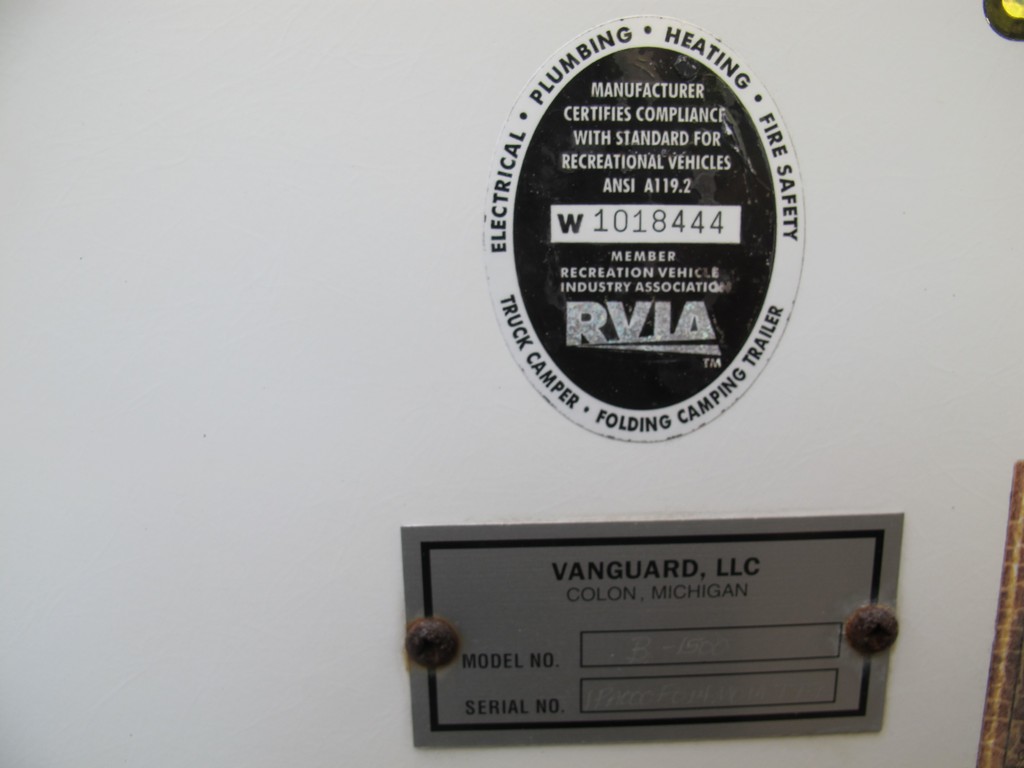 ELECTRICAL • PLUMBING • HEATING • FIRE SAFETY
MANUFACTURER
CERTIFIES COMPLIANCE
WITH STANDARD FOR
RECREATIONAL VEHICLES
ANSI A119.2
W 1018444
MEMBER
RECREATION VEHICLE
INDUSTRY ASSOCIATION
RVIA
TM
TRUCK CAMPER • FOLDING CAMPING TRAILER
VANGUARD, LLC
COLON, MICHIGAN
MODEL NO. B-1500
SERIAL NO.